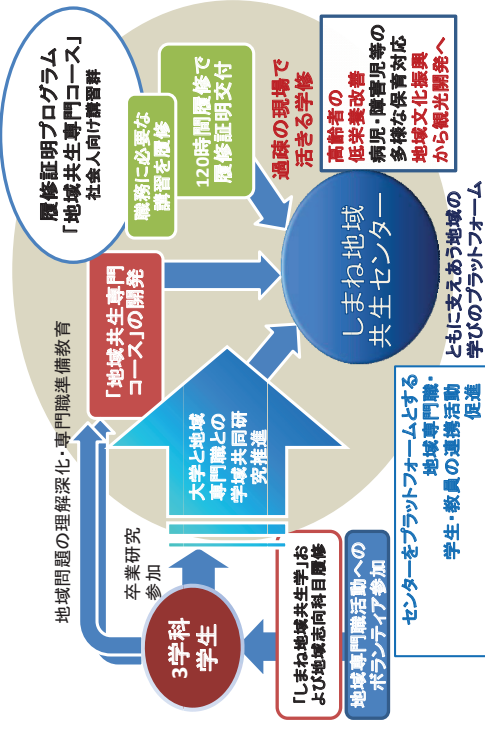 履修証明プログラム
「地域共生専門コース」
社会人向け講習群
職務に必要な
講習を履修
120時間履修で
履修証明交付
過疎の現場で
活きる学修
高齢者の
低栄養改善
病児・障害児等の
多様な保育対応
地域文化振興
から観光開発へ
地域問題の理解深化・専門職準備教育
「地域共生専門
コース」の開発
しまね地域
共生センター
ともに支えあう地域の
学びのプラットフォーム
大学と地域
専門職との
学域共同研
究推進
卒業研究
参加
3学科
学生
「しまね地域共生学」お
よび地域志向科目履修
地域専門職活動への
ボランティア参加
センターをプラットフォームとする
地域専門職・
学生・教員の連携活動
促進